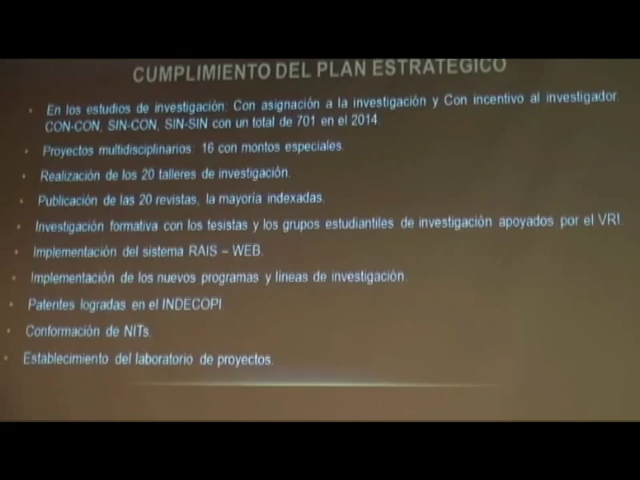 CUMPLIMIENTO DEL PLAN ESTRATEGICO
• En los estudios de investigación: Con asignación a la investigación y Con incentivo al investigador.
CON-CON, SIN-CON, SIN-SIN con un total de 701 en el 2014.
• Proyectos multidisciplinarios: 16 con montos especiales.
• Realización de los 20 talleres de investigación.
• Publicación de las 20 revistas, la mayoría indexadas.
• Investigación formativa con los tesistas y los grupos estudiantiles de investigación apoyados por el VRI.
• Implementación del sistema RAIS – WEB.
• Implementación de los nuevos programas y líneas de investigación.
• Patentes logradas en el INDECOPI.
• Conformación de NITs.
• Establecimiento del laboratorio de proyectos.